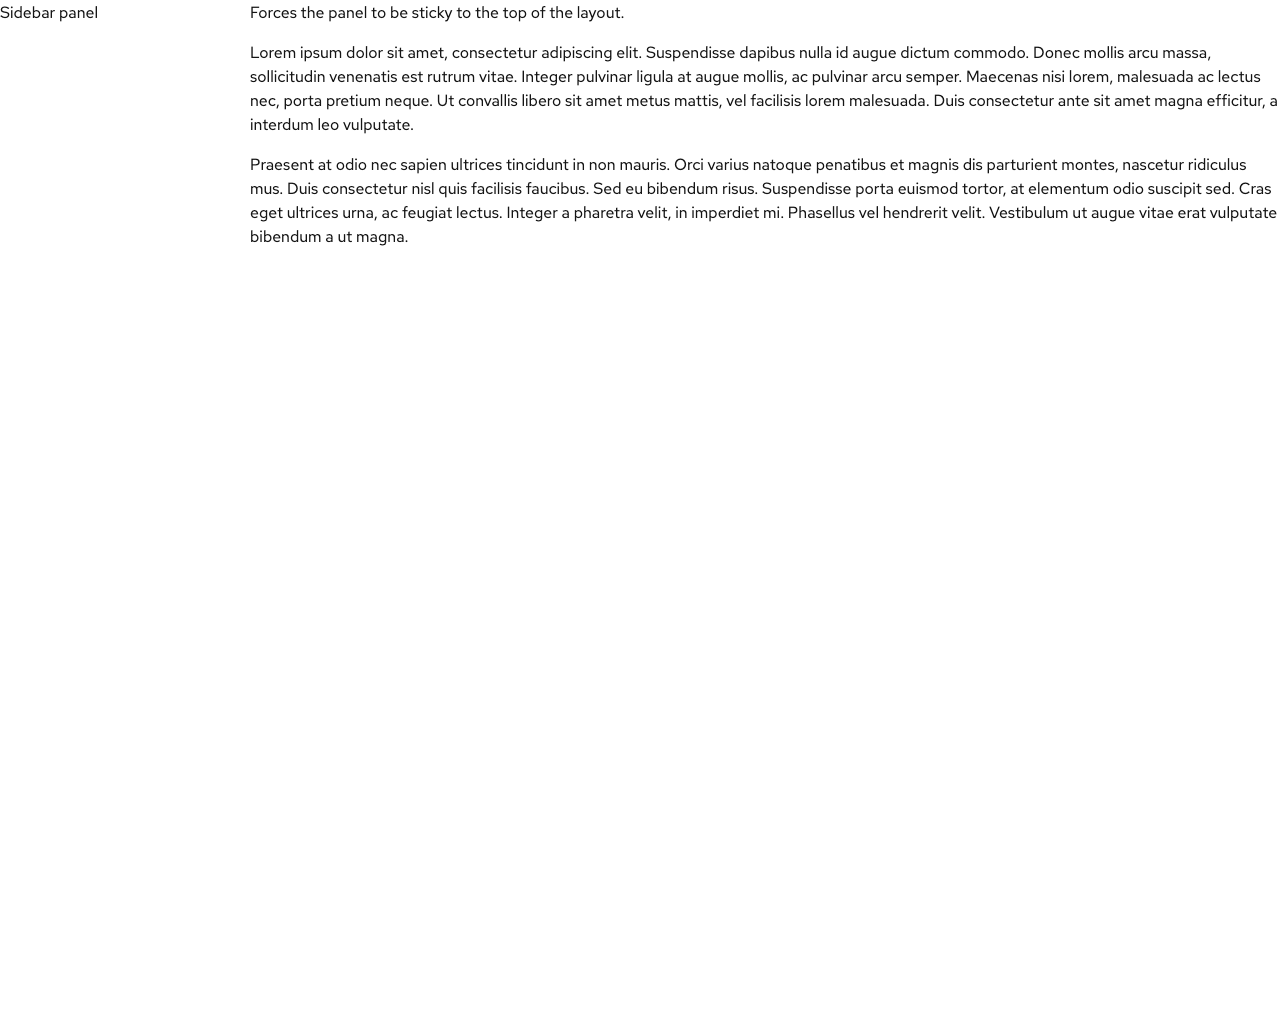 Sidebar panel
Forces the panel to be sticky to the top of the layout.
Lorem ipsum dolor sit amet, consectetur adipiscing elit. Suspendisse dapibus nulla id augue dictum commodo. Donec mollis arcu massa,
sollicitudin venenatis est rutrum vitae. Integer pulvinar ligula at augue mollis, ac pulvinar arcu semper. Maecenas nisi lorem, malesuada ac lectus
nec, porta pretium neque. Ut convallis libero sit amet metus mattis, vel facilisis lorem malesuada. Duis consectetur ante sit amet magna efficitur, a
interdum leo vulputate.
Praesent at odio nec sapien ultrices tincidunt in non mauris. Orci varius natoque penatibus et magnis dis parturient montes, nascetur ridiculus
mus. Duis consectetur nisl quis facilisis faucibus. Sed eu bibendum risus. Suspendisse porta euismod tortor, at elementum odio suscipit sed. Cras
eget ultrices urna, ac feugiat lectus. Integer a pharetra velit, in imperdiet mi. Phasellus vel hendrerit velit. Vestibulum ut augue vitae erat vulputate
bibendum a ut magna.